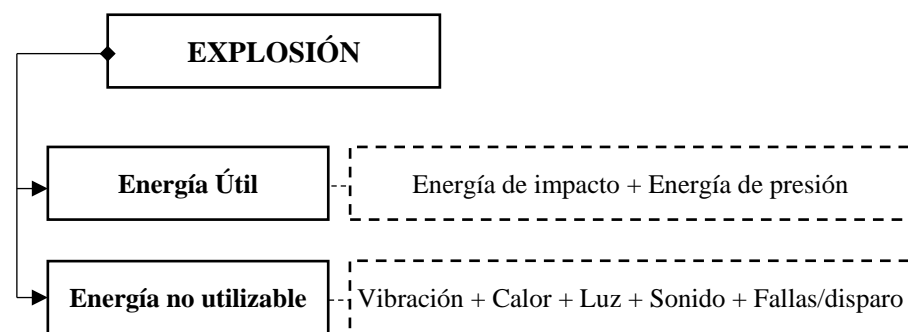 EXPLOSIÓN
Energía Útil
Energía de impacto + Energía de presión
Energía no utilizable
Vibración + Calor + Luz + Sonido + Fallas/disparo